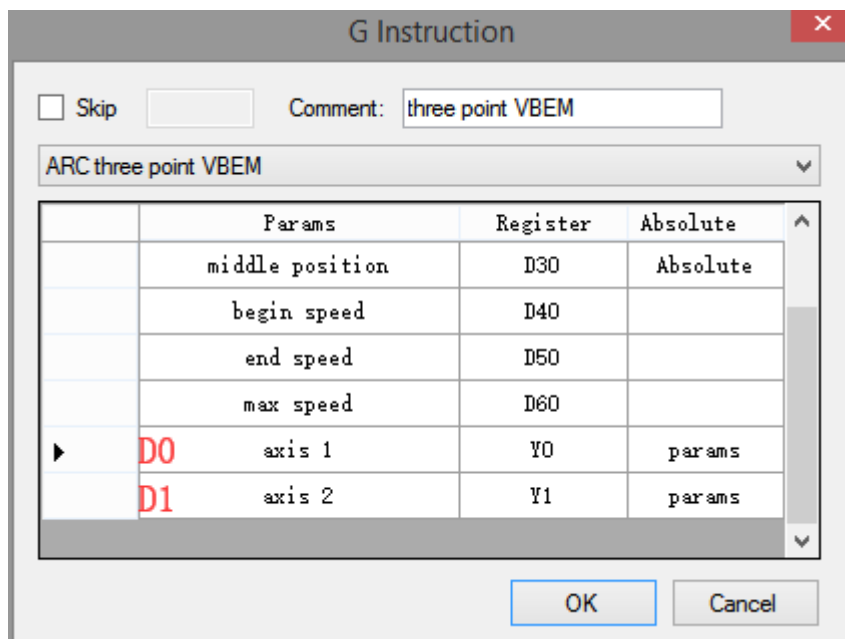 G Instruction
Skip Comment: three point VBEM
ARC three point VBEM
Params Register Absolute
middle position D30 Absolute
begin speed D40
end speed D50
max speed D60
D0 axis 1 Y0 params
D1 axis 2 Y1 params
OK Cancel